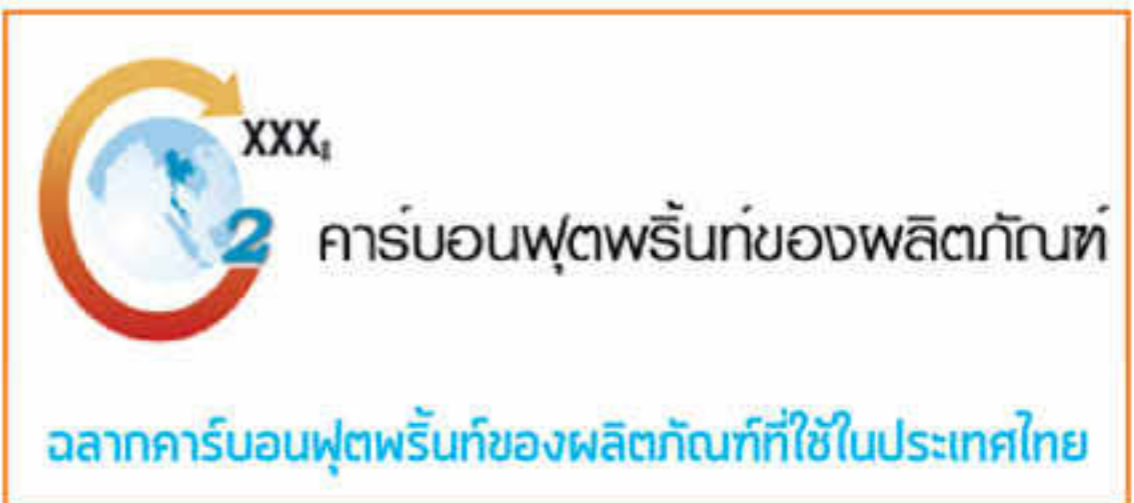 XXX
2
คาร์บอนฟุตพริ้นท์ของผลิตภัณฑ์
ฉลากคาร์บอนฟุตพริ้นท์ของผลิตภัณฑ์ที่ใช้ในประเทศไทย